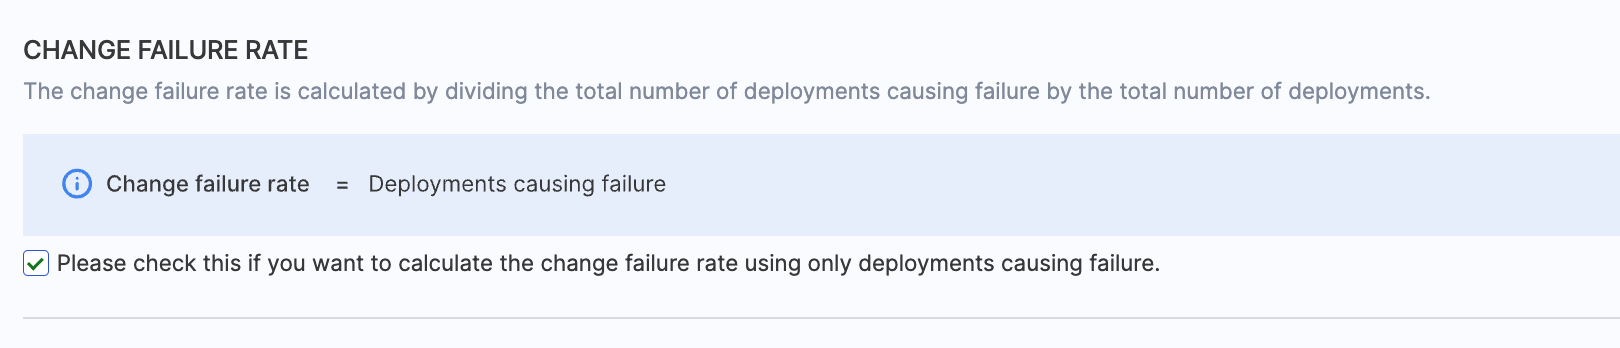 CHANGE FAILURE RATE
The change failure rate is calculated by dividing the total number of deployments causing failure by the total number of deployments.
Change failure rate = Deployments causing failure
Please check this if you want to calculate the change failure rate using only deployments causing failure.